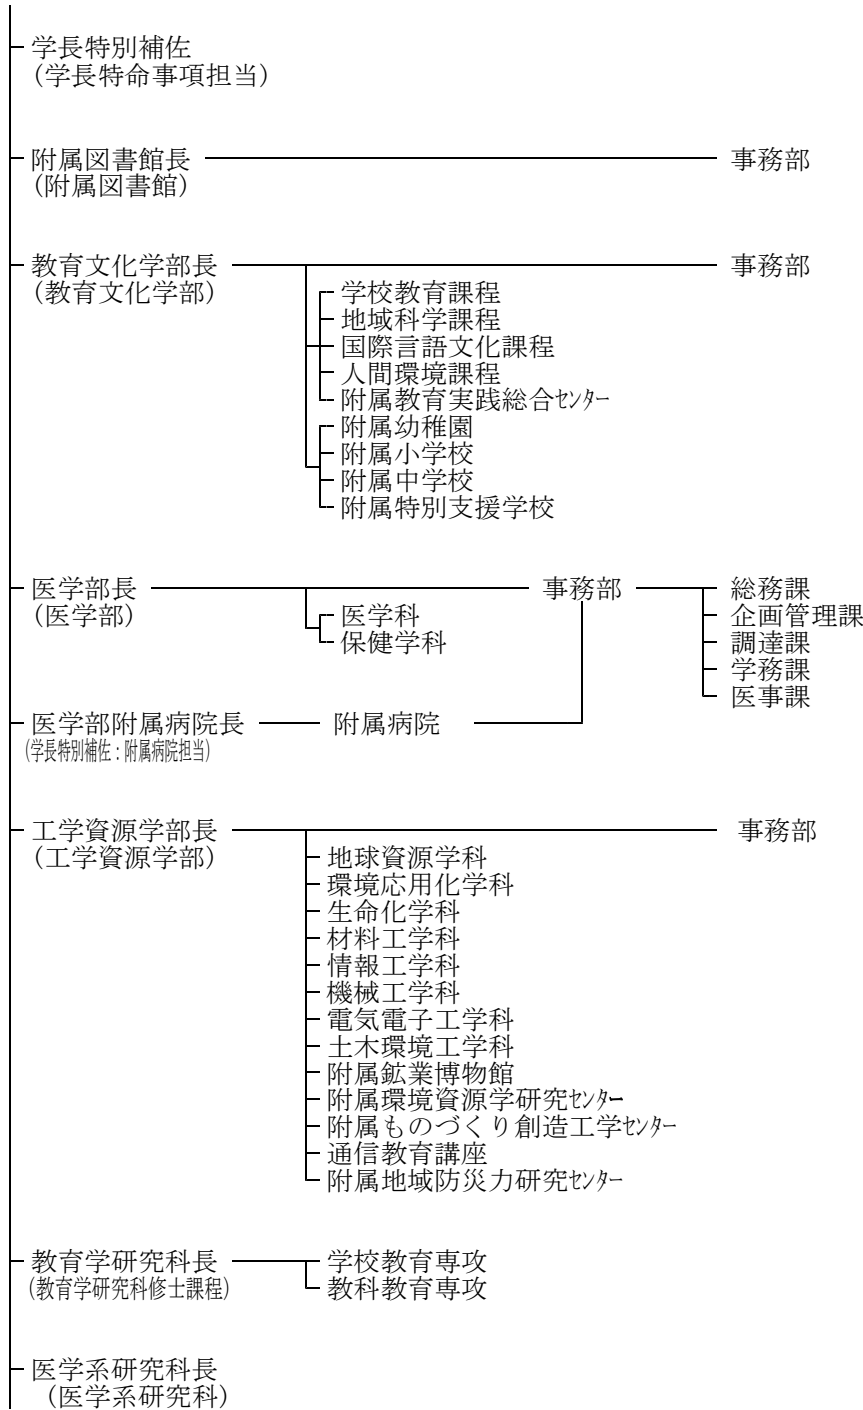 学長特別補佐
(学長特命事項担当)
附属図書館長 事務部
(附属図書館)
教育文化学部長 事務部
(教育文化学部)
学校教育課程
地域科学課程
国際言語文化課程
人間環境課程
附属教育実践総合ｾﾝﾀｰ
附属幼稚園
附属小学校
附属中学校
附属特別支援学校
医学部長 事務部 総務課
(医学部) 医学科 企画管理課
保健学科 調達課
学務課
医事課
医学部附属病院長 附属病院
(学長特別補佐：附属病院担当)
工学資源学部長 事務部
(工学資源学部)
地球資源学科
環境応用化学科
生命化学科
材料工学科
情報工学科
機械工学科
電気電子工学科
土木環境工学科
附属鉱業博物館
附属環境資源学研究ｾﾝﾀｰ
附属ものづくり創造工学ｾﾝﾀｰ
通信教育講座
附属地域防災力研究ｾﾝﾀｰ
教育学研究科長 学校教育専攻
(教育学研究科修士課程) 教科教育専攻
医学系研究科長
(医学系研究科)